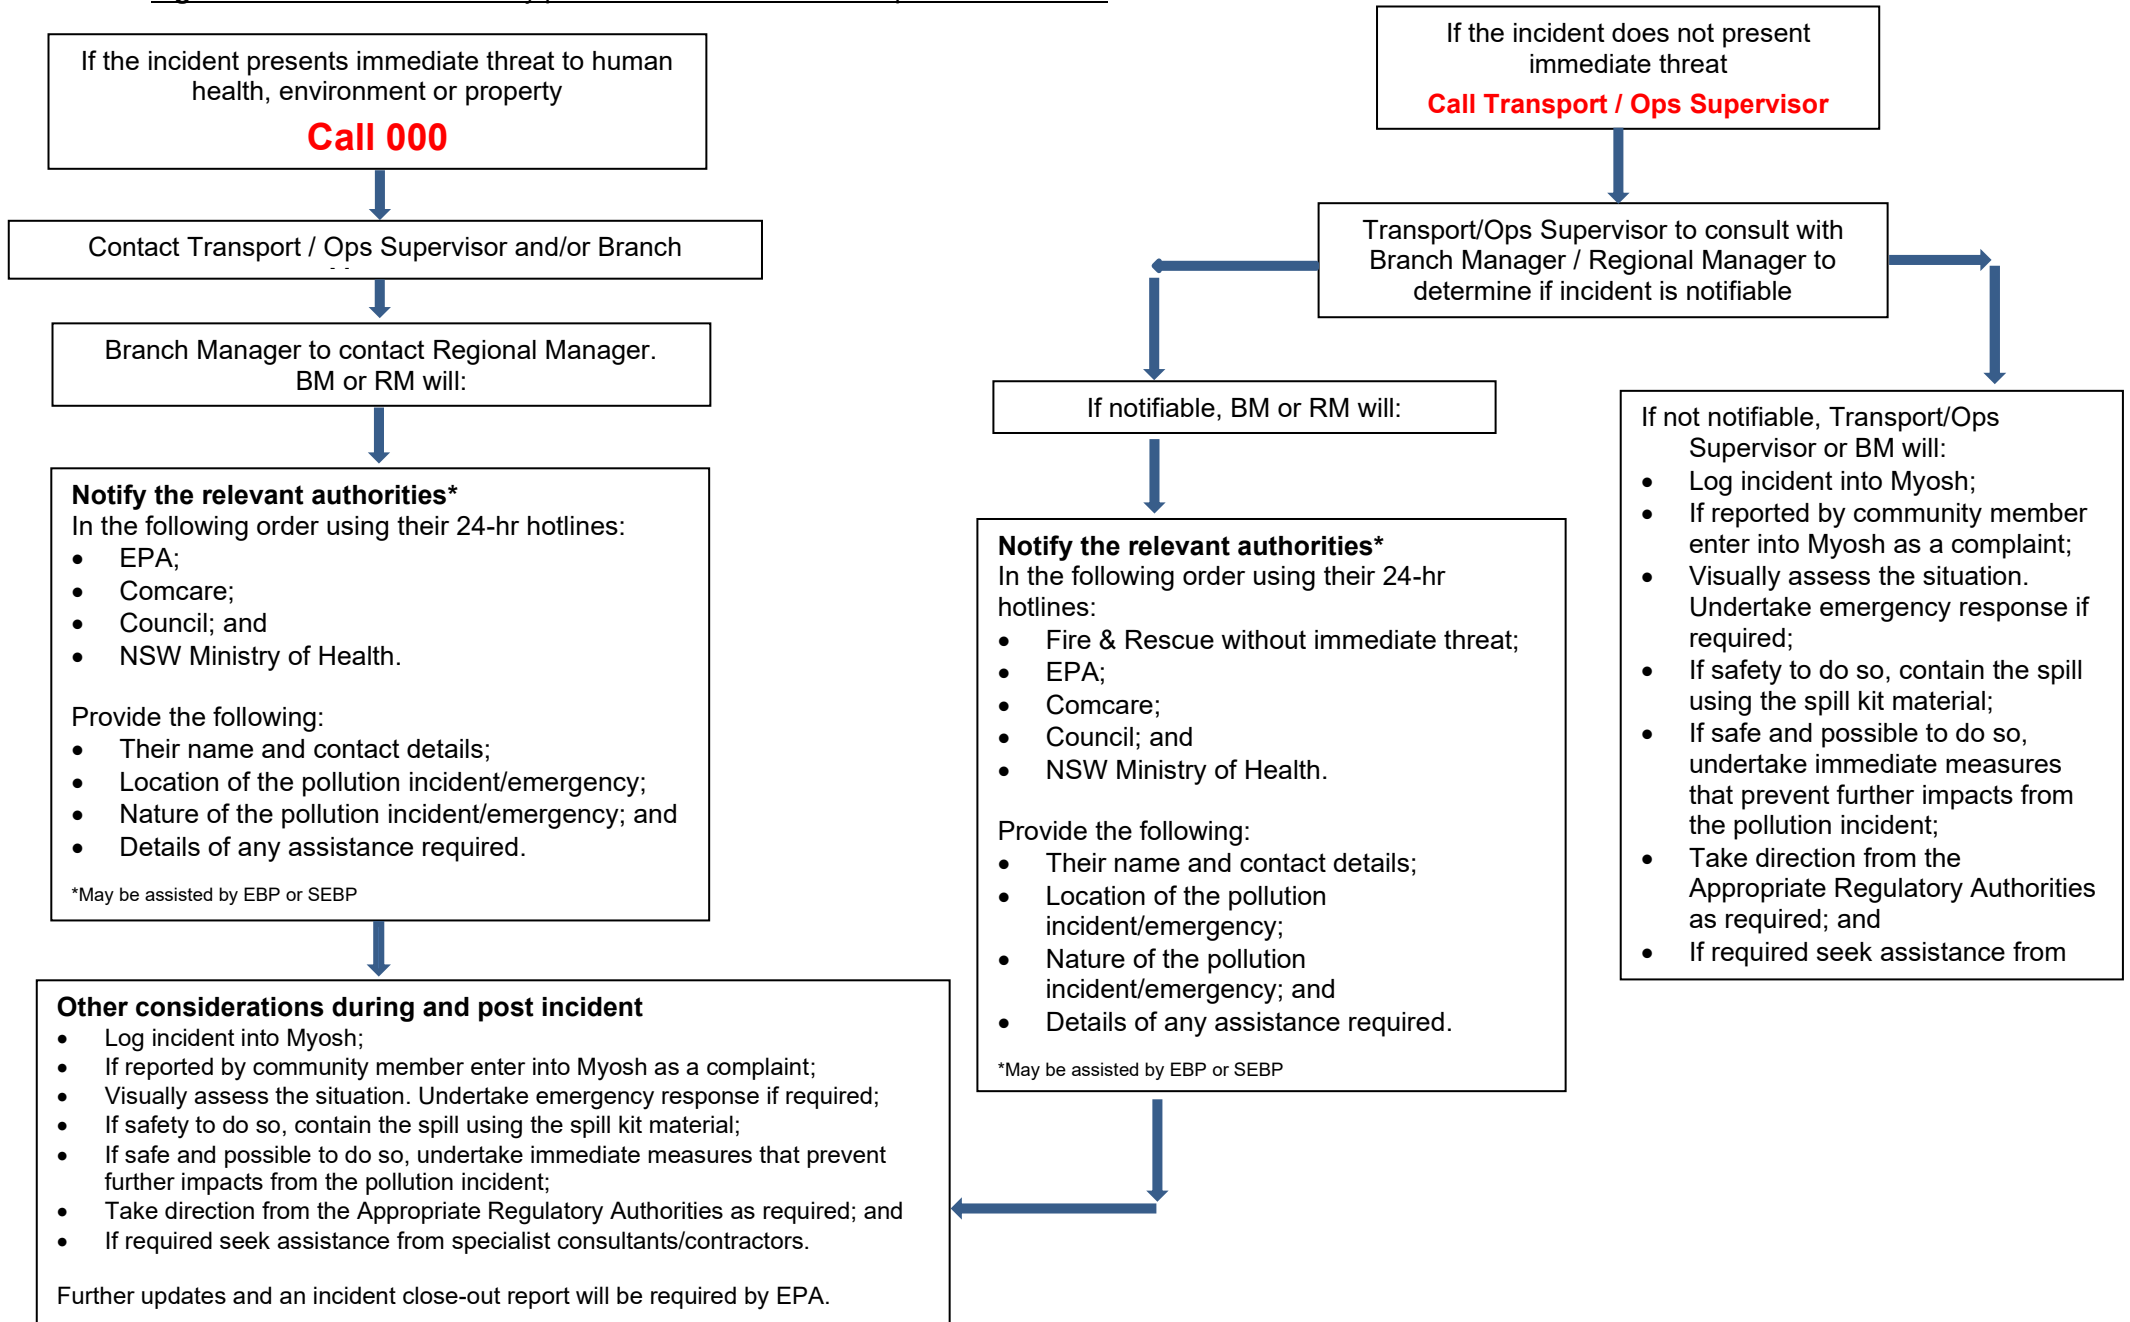 If the incident presents immediate threat to human
health, environment or property
Call 000
Contact Transport / Ops Supervisor and/or Branch
Branch Manager to contact Regional Manager.
BM or RM will:
Notify the relevant authorities*
In the following order using their 24-hr hotlines:
• EPA;
• Comcare;
• Council; and
• NSW Ministry of Health.
Provide the following:
• Their name and contact details;
• Location of the pollution incident/emergency;
• Nature of the pollution incident/emergency; and
• Details of any assistance required.
*May be assisted by EBP or SEBP
Other considerations during and post incident
• Log incident into Myosh;
• If reported by community member enter into Myosh as a complaint;
• Visually assess the situation. Undertake emergency response if required;
• If safety to do so, contain the spill using the spill kit material;
• If safe and possible to do so, undertake immediate measures that prevent
further impacts from the pollution incident;
• Take direction from the Appropriate Regulatory Authorities as required; and
• If required seek assistance from specialist consultants/contractors.
Further updates and an incident close-out report will be required by EPA.
If the incident does not present
immediate threat
Call Transport / Ops Supervisor
Transport/Ops Supervisor to consult with
Branch Manager / Regional Manager to
determine if incident is notifiable
If notifiable, BM or RM will:
Notify the relevant authorities*
In the following order using their 24-hr
hotlines:
• Fire & Rescue without immediate threat;
• EPA;
• Comcare;
• Council; and
• NSW Ministry of Health.
Provide the following:
• Their name and contact details;
• Location of the pollution
incident/emergency;
• Nature of the pollution
incident/emergency; and
• Details of any assistance required.
*May be assisted by EBP or SEBP
If not notifiable, Transport/Ops
Supervisor or BM will:
• Log incident into Myosh;
• If reported by community member
enter into Myosh as a complaint;
• Visually assess the situation.
Undertake emergency response if
required;
• If safety to do so, contain the spill
using the spill kit material;
• If safe and possible to do so,
undertake immediate measures
that prevent further impacts from
the pollution incident;
• Take direction from the
Appropriate Regulatory Authorities
as required; and
• If required seek assistance from